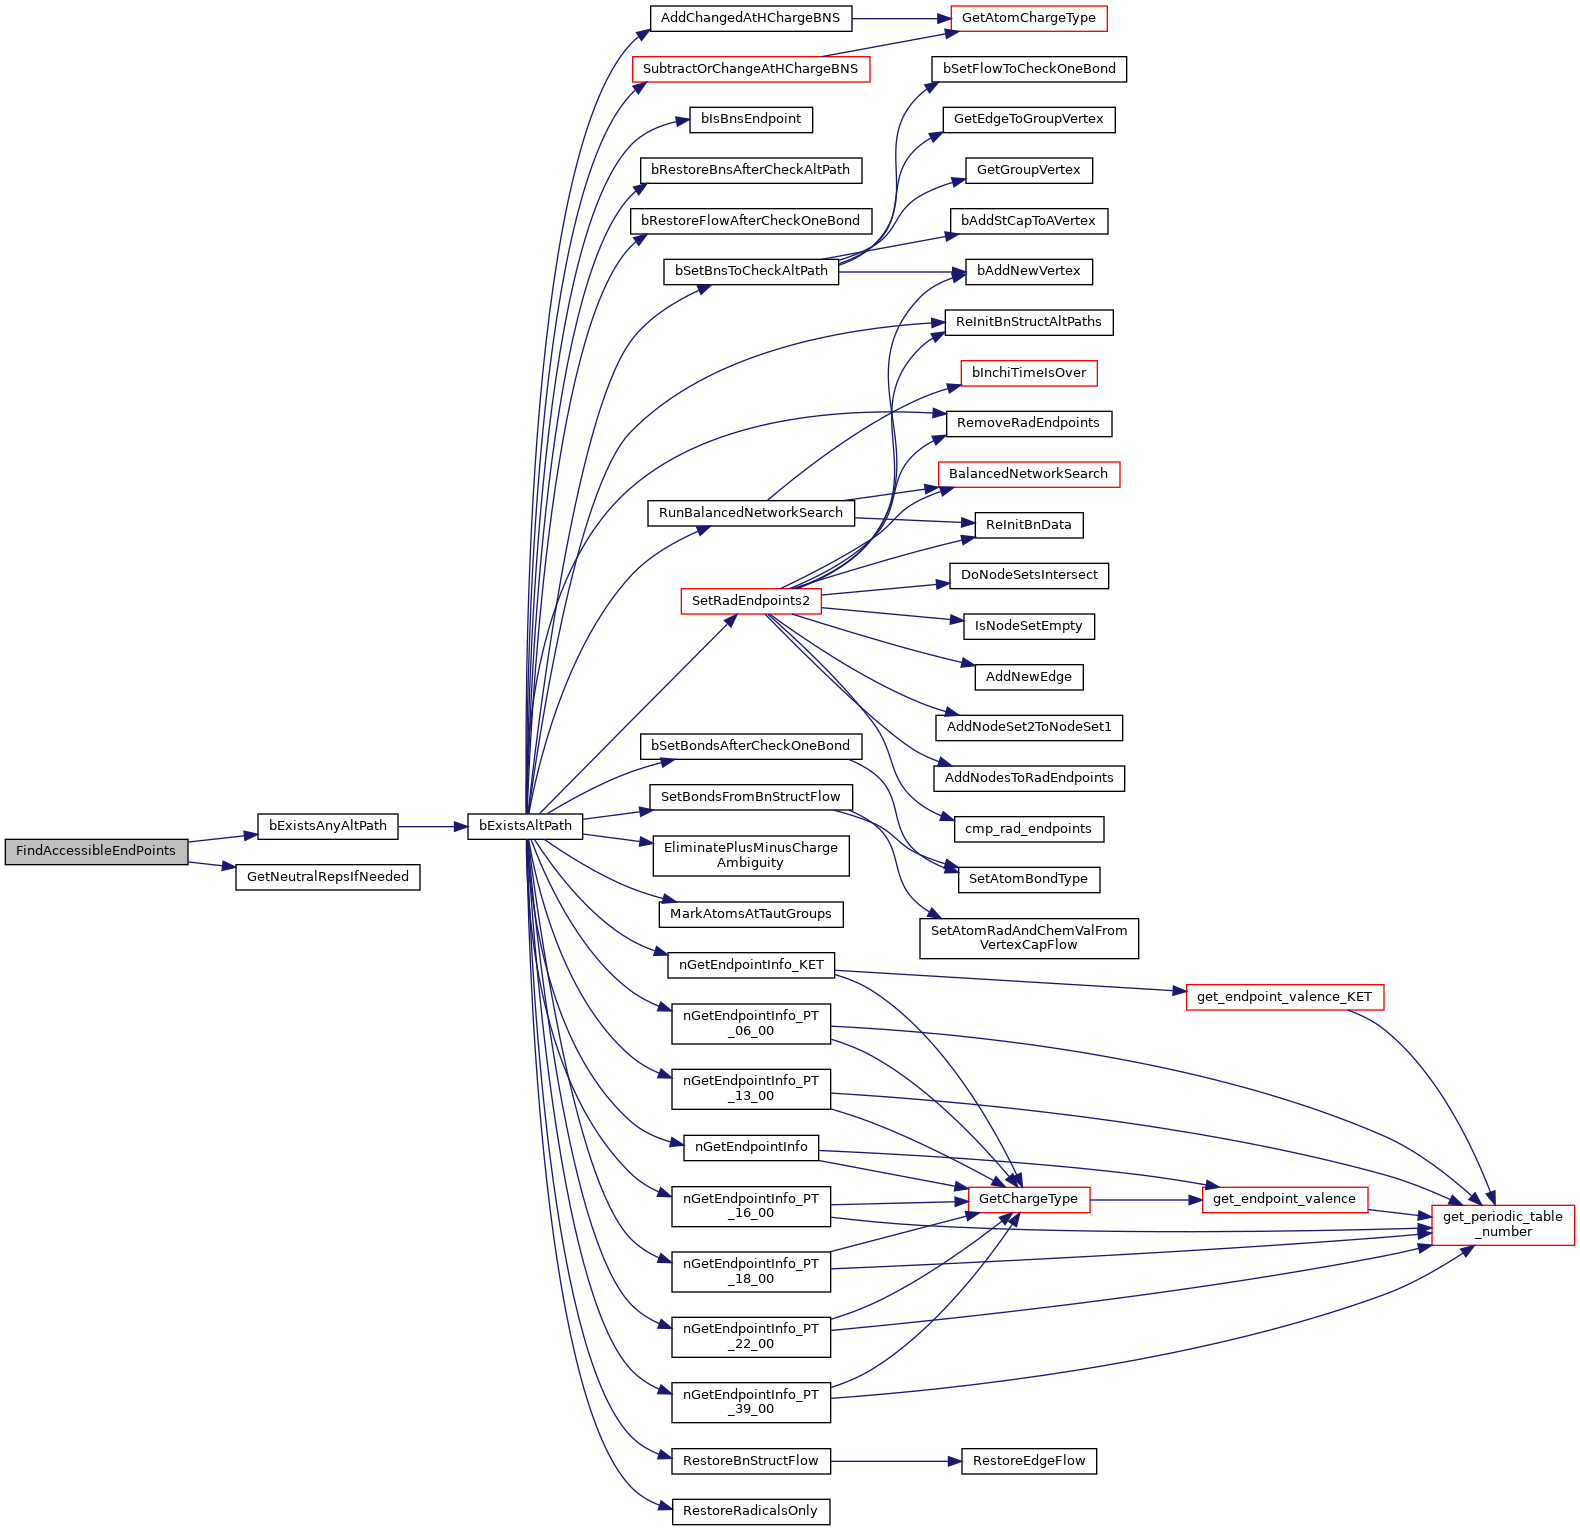 AddChangedAtHChargeBNS
GetAtomChargeType
SubtractOrChangeAtHChargeBNS
bSetFlowToCheckOneBond
bIsBnsEndpoint
GetEdgeToGroupVertex
bRestoreBnsAfterCheckAltPath
GetGroupVertex
bRestoreFlowAfterCheckOneBond
bAddStCapToAVertex
bSetBnsToCheckAltPath
bAddNewVertex
ReInitBnStructAltPaths
bInchiTimeIsOver
RemoveRadEndpoints
BalancedNetworkSearch
RunBalancedNetworkSearch
ReInitBnData
DoNodeSetsIntersect
SetRadEndpoints2
IsNodeSetEmpty
AddNewEdge
AddNodeSet2ToNodeSet1
bSetBondsAfterCheckOneBond
AddNodesToRadEndpoints
SetBondsFromBnStructFlow
bExistsAnyAltPath
bExistsAltPath
cmp_rad_endpoints
FindAccessibleEndPoints
EliminatePlusMinusCharge
Ambiguity
GetNeutralRepsIfNeeded
SetAtomBondType
MarkAtomsAtTautGroups
SetAtomRadAndChemValFrom
VertexCapFlow
nGetEndpointInfo_KET
get_endpoint_valence_KET
nGetEndpointInfo_PT
_06_00
nGetEndpointInfo_PT
_13_00
nGetEndpointInfo
nGetEndpointInfo_PT
_16_00
GetChargeType
get_endpoint_valence
get_periodic_table
_number
nGetEndpointInfo_PT
_18_00
nGetEndpointInfo_PT
_22_00
nGetEndpointInfo_PT
_39_00
RestoreBnStructFlow
RestoreEdgeFlow
RestoreRadicalsOnly